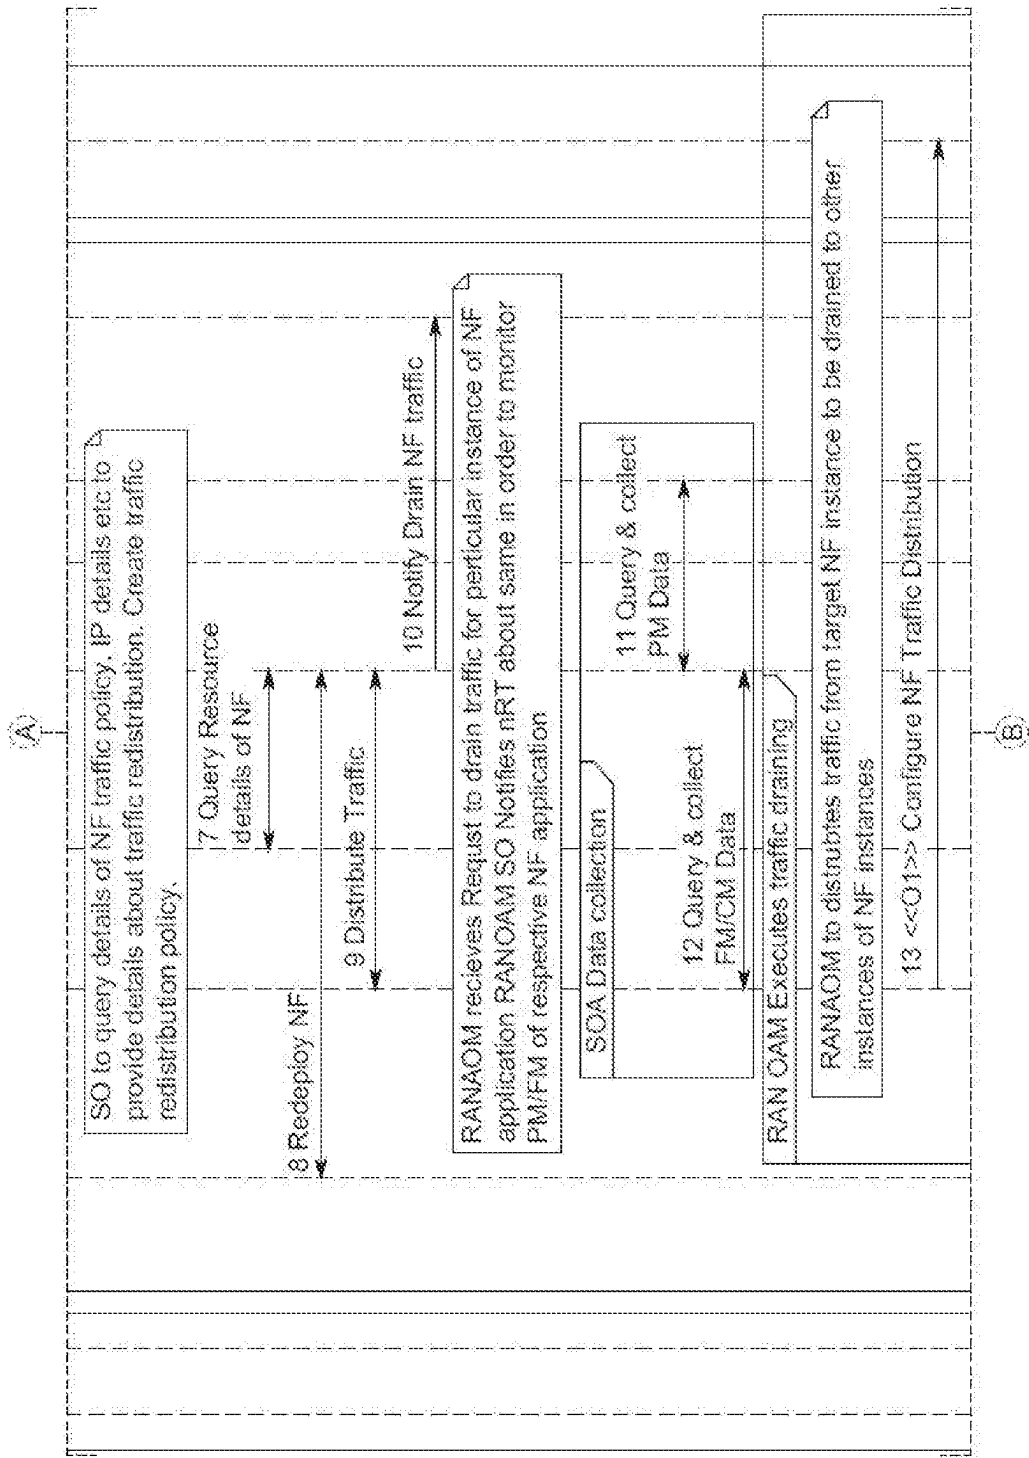 A
SO to query details of NF traffic policy, IP details etc to
provide details about traffic redistribution. Create traffic
redistribution policy.
7 Query Resource
details of NF
8 Redeploy NF
9 Distribute Traffic
10 Notify Drain NF traffic
RANAOM recieves Requst to drain traffic for perticular instance of NF
application RANOAM SO Notifies nRT about same in order to monitor
PM/FM of respective NF application
SOA Data collection
11 Query & collect
PM Data
12 Query & collect
FM/CM Data
RAN OAM Executes traffic draining
RANAOM to distrubtes traffic from target NF instance to be drained to other
instances of NF instances
13 <<O1>> Configure NF Traffic Distribution
B